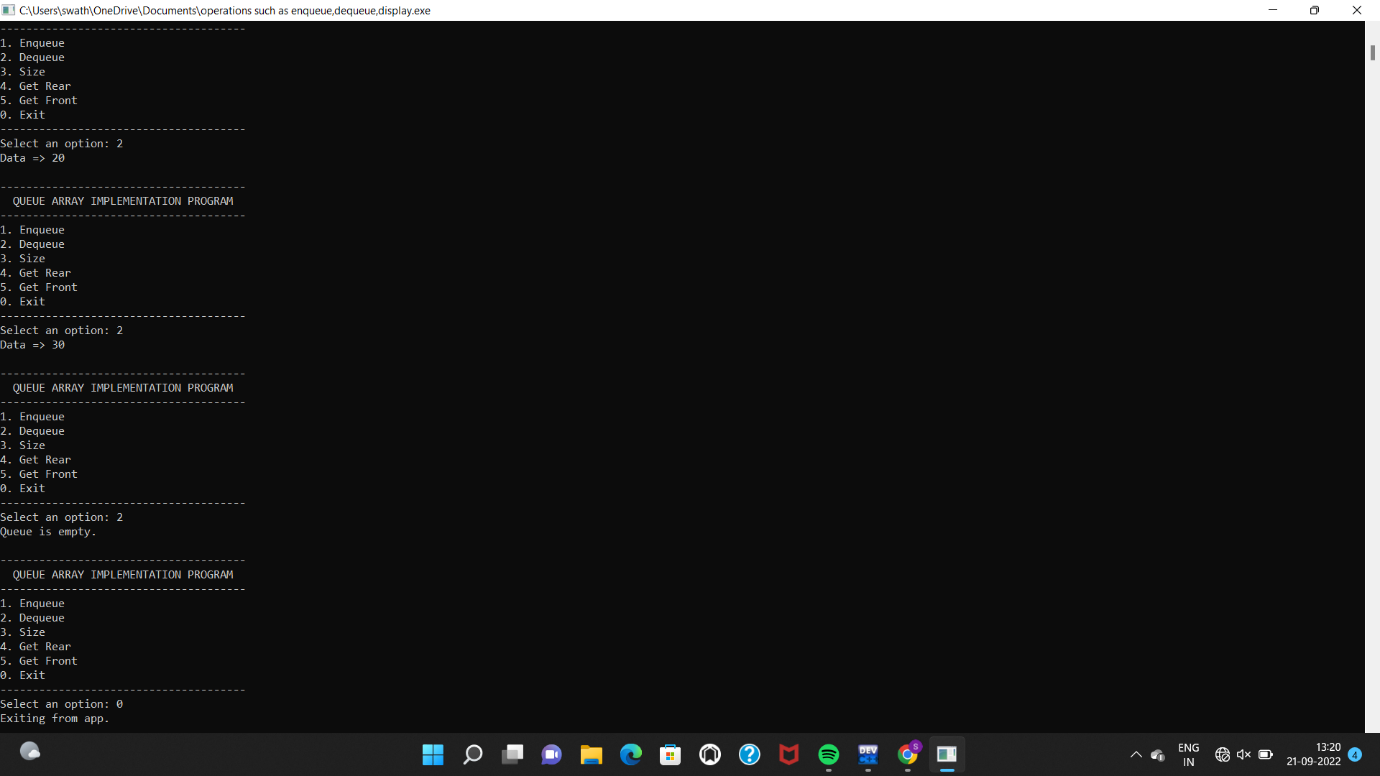 C:\Users\swath\OneDrive\Documents\operations such as enqueue,dequeue,display.exe
---------------------------------------
1. Enqueue
2. Dequeue
3. Size
4. Get Rear
5. Get Front
0. Exit
---------------------------------------
Select an option: 2
Data => 20
---------------------------------------
QUEUE ARRAY IMPLEMENTATION PROGRAM
---------------------------------------
1. Enqueue
2. Dequeue
3. Size
4. Get Rear
5. Get Front
0. Exit
---------------------------------------
Select an option: 2
Data => 30
---------------------------------------
QUEUE ARRAY IMPLEMENTATION PROGRAM
---------------------------------------
1. Enqueue
2. Dequeue
3. Size
4. Get Rear
5. Get Front
0. Exit
---------------------------------------
Select an option: 2
Queue is empty.
---------------------------------------
QUEUE ARRAY IMPLEMENTATION PROGRAM
---------------------------------------
1. Enqueue
2. Dequeue
3. Size
4. Get Rear
5. Get Front
0. Exit
---------------------------------------
Select an option: 0
Exiting from app.
DEV
C++
S
ENG
IN
13:20
21-09-2022
4